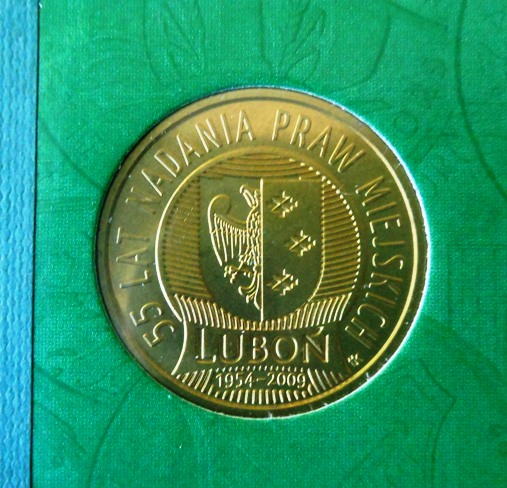 55 LAT NADANIA PRAW MIEJSKICH
LUBOŃ
1954-2009